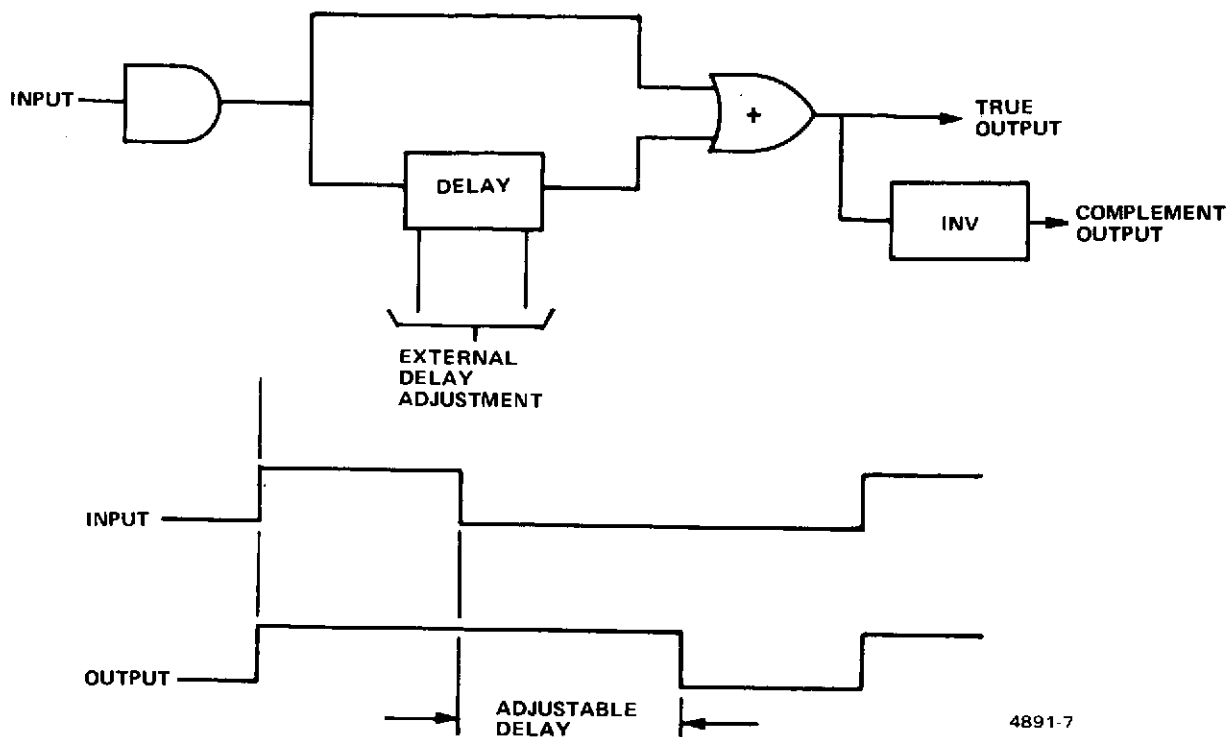 INPUT
+
TRUE
OUTPUT
DELAY
INV
COMPLEMENT
OUTPUT
EXTERNAL
DELAY
ADJUSTMENT
INPUT
OUTPUT
ADJUSTABLE
DELAY
4891-7